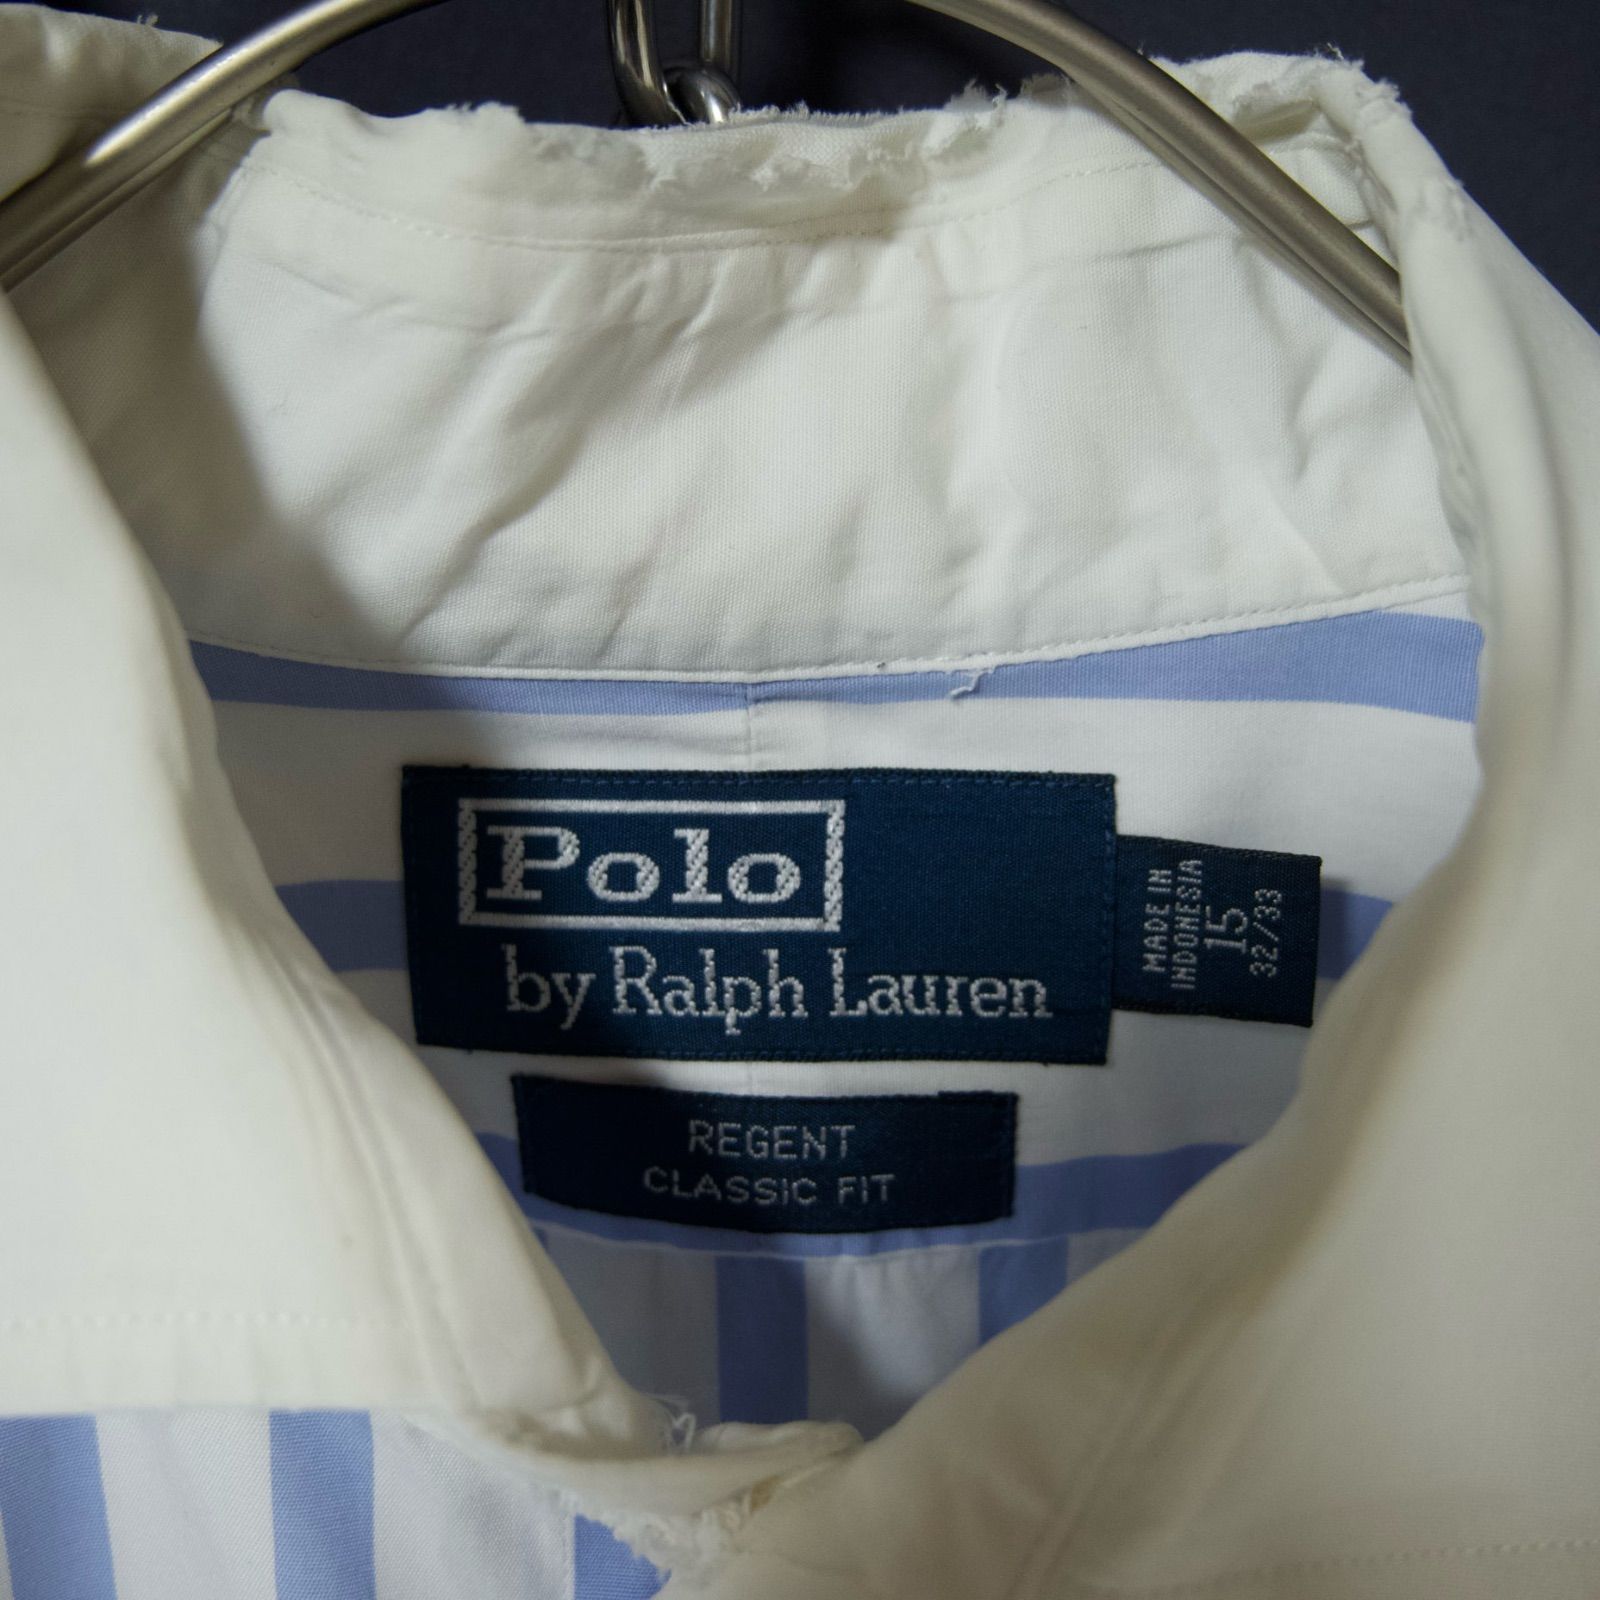 Polo
by Ralph Lauren
MADE IN
INDONESIA
15
32/33
REGENT
CLASSIC FIT